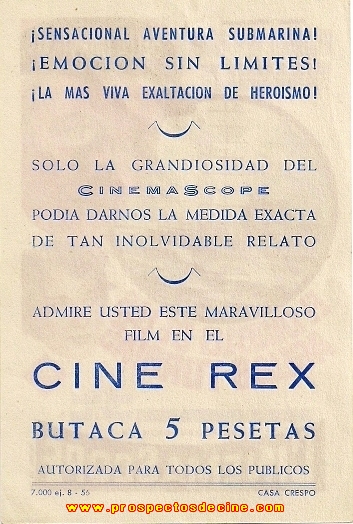 ¡SENSACIONAL AVENTURA SUBMARINA!
¡EMOCION SIN LIMITES!
¡LA MAS VIVA EXALTACION DE HEROISMO!
SOLO LA GRANDIOSIDAD DEL
CINEMASCOPE
PODIA DARNOS LA MEDIDA EXACTA
DE TAN INOLVIDABLE RELATO
ADMIRE USTED ESTE MARAVILLOSO
FILM EN EL
CINE REX
BUTACA 5 PESETAS
AUTORIZADA PARA TODOS LOS PUBLICOS
7.000 ej. 8 - 56 CASA CRESPO
www.prospectosdecine.com